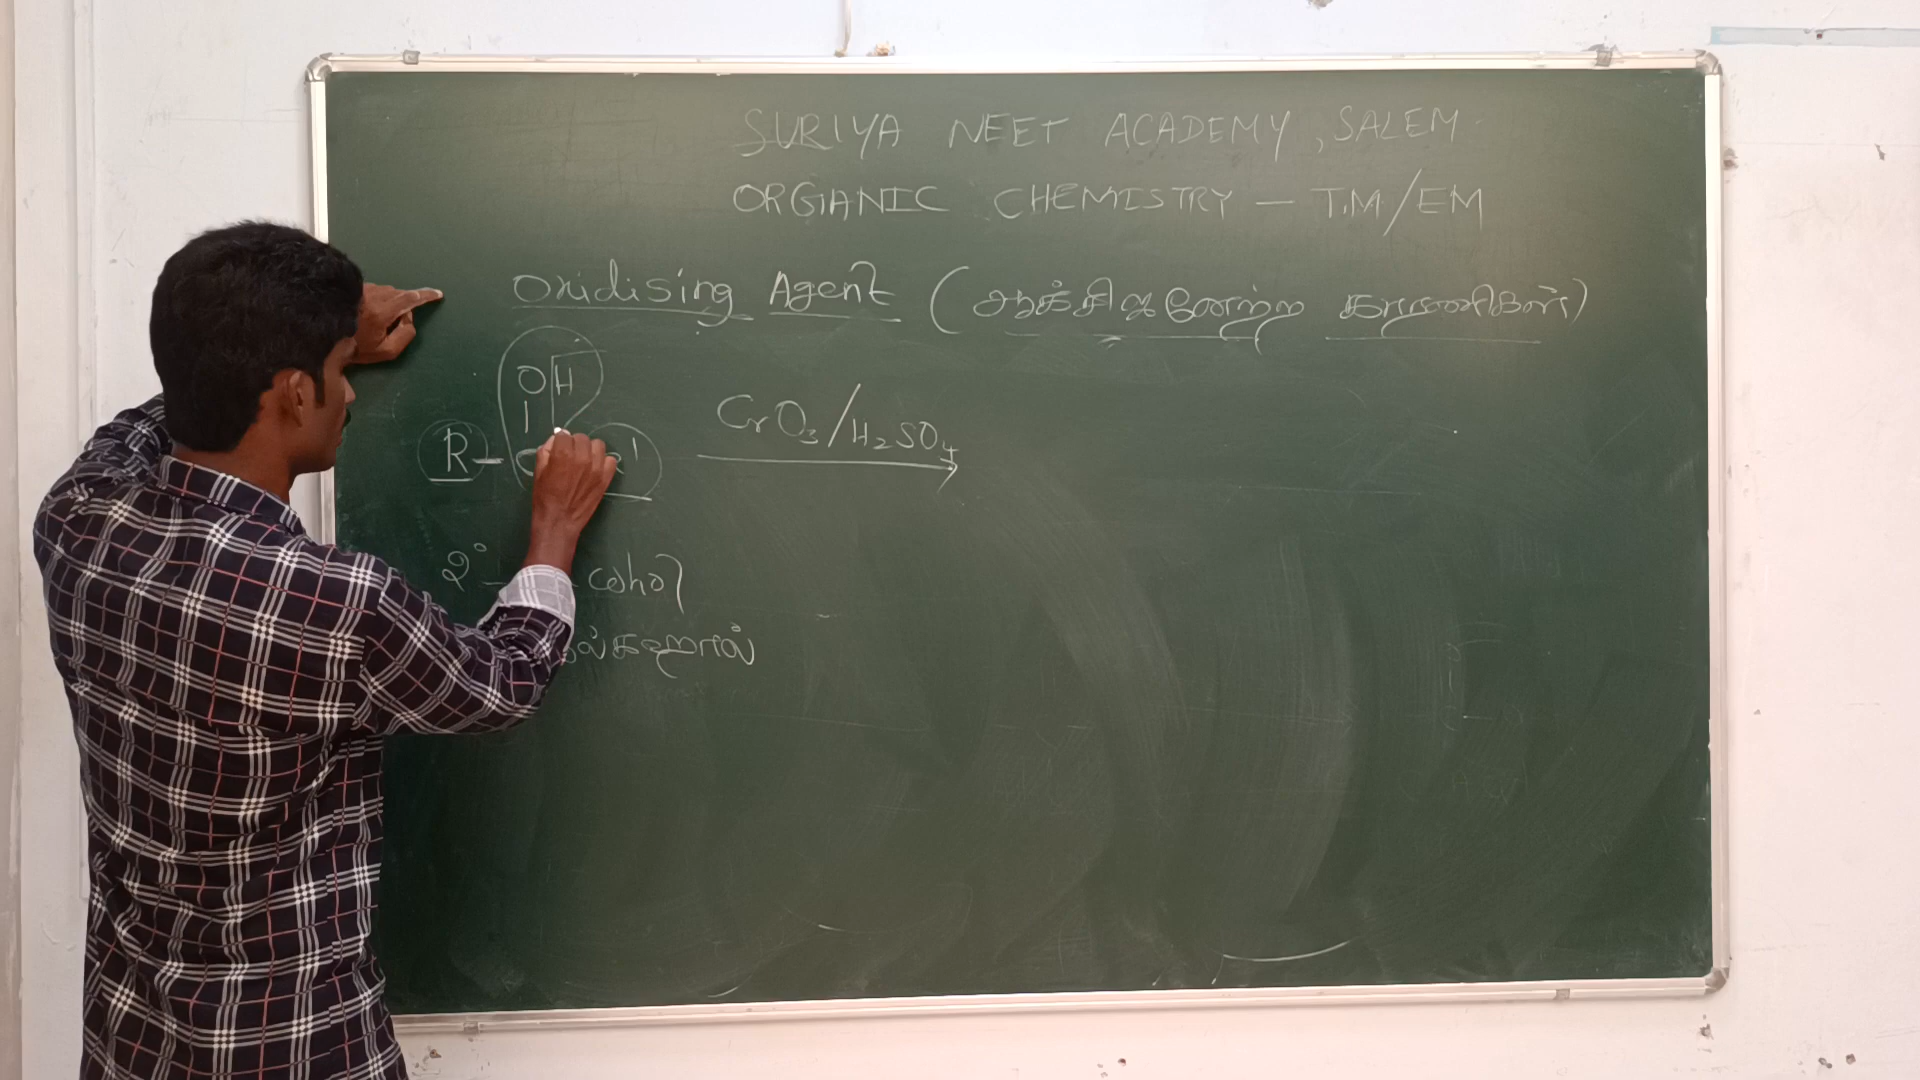 SURIYA NEET ACADEMY, SALEM.
ORGANIC CHEMISTRY – T.M/EM
Oxidising Agent (ஆக்சிஜனேற்ற காரணிகள்)
OH
R – R'
CrO₃/H₂SO₄
2° – cohol